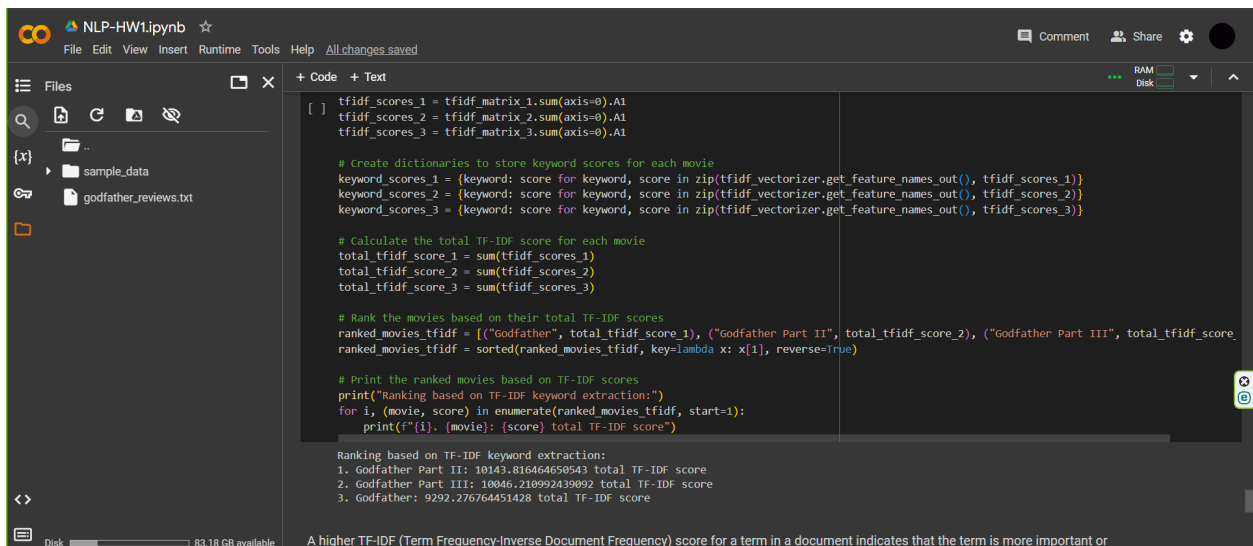 NLP-HW1.ipynb
File Edit View Insert Runtime Tools Help All changes saved
Comment Share
Files
+ Code + Text
RAM
Disk
..
sample_data
godfather_reviews.txt
{x}
Disk 83.18 GB available
[ ] tfidf_scores_1 = tfidf_matrix_1.sum(axis=0).A1
tfidf_scores_2 = tfidf_matrix_2.sum(axis=0).A1
tfidf_scores_3 = tfidf_matrix_3.sum(axis=0).A1
# Create dictionaries to store keyword scores for each movie
keyword_scores_1 = {keyword: score for keyword, score in zip(tfidf_vectorizer.get_feature_names_out(), tfidf_scores_1)}
keyword_scores_2 = {keyword: score for keyword, score in zip(tfidf_vectorizer.get_feature_names_out(), tfidf_scores_2)}
keyword_scores_3 = {keyword: score for keyword, score in zip(tfidf_vectorizer.get_feature_names_out(), tfidf_scores_3)}
# Calculate the total TF-IDF score for each movie
total_tfidf_score_1 = sum(tfidf_scores_1)
total_tfidf_score_2 = sum(tfidf_scores_2)
total_tfidf_score_3 = sum(tfidf_scores_3)
# Rank the movies based on their total TF-IDF scores
ranked_movies_tfidf = [("Godfather", total_tfidf_score_1), ("Godfather Part II", total_tfidf_score_2), ("Godfather Part III", total_tfidf_score_
ranked_movies_tfidf = sorted(ranked_movies_tfidf, key=lambda x: x[1], reverse=True)
# Print the ranked movies based on TF-IDF scores
print("Ranking based on TF-IDF keyword extraction:")
for i, (movie, score) in enumerate(ranked_movies_tfidf, start=1):
print(f"{i}. {movie}: {score} total TF-IDF score")
Ranking based on TF-IDF keyword extraction:
1. Godfather Part II: 10143.816464650543 total TF-IDF score
2. Godfather Part III: 10046.210992439092 total TF-IDF score
3. Godfather: 9292.276764451428 total TF-IDF score
A higher TF-IDF (Term Frequency-Inverse Document Frequency) score for a term in a document indicates that the term is more important or